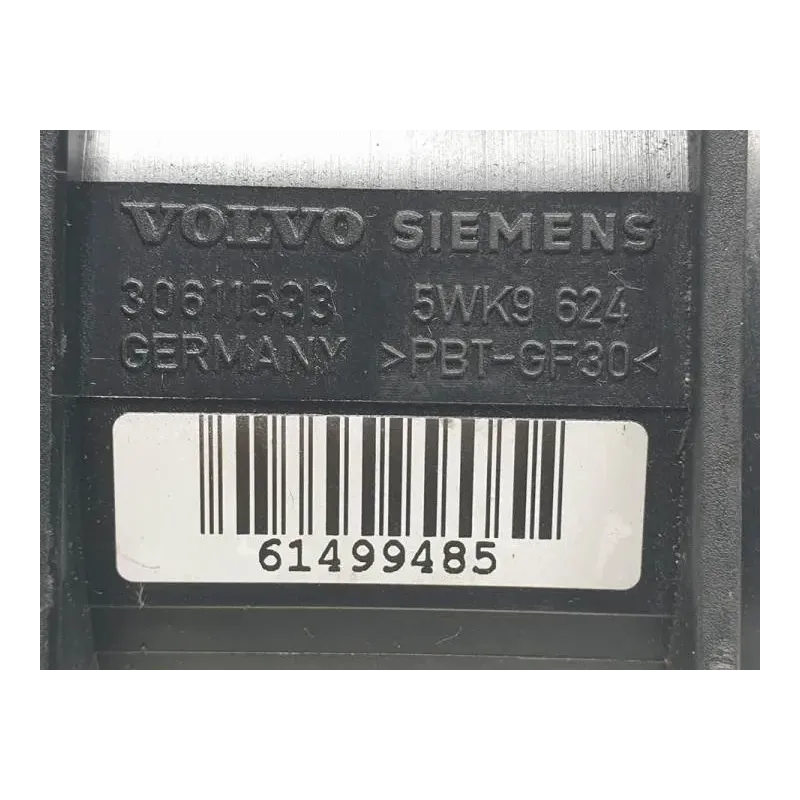 VOLVO SIEMENS
30611533 5WK9 624
GERMANY >PBT-GF30<
61499485